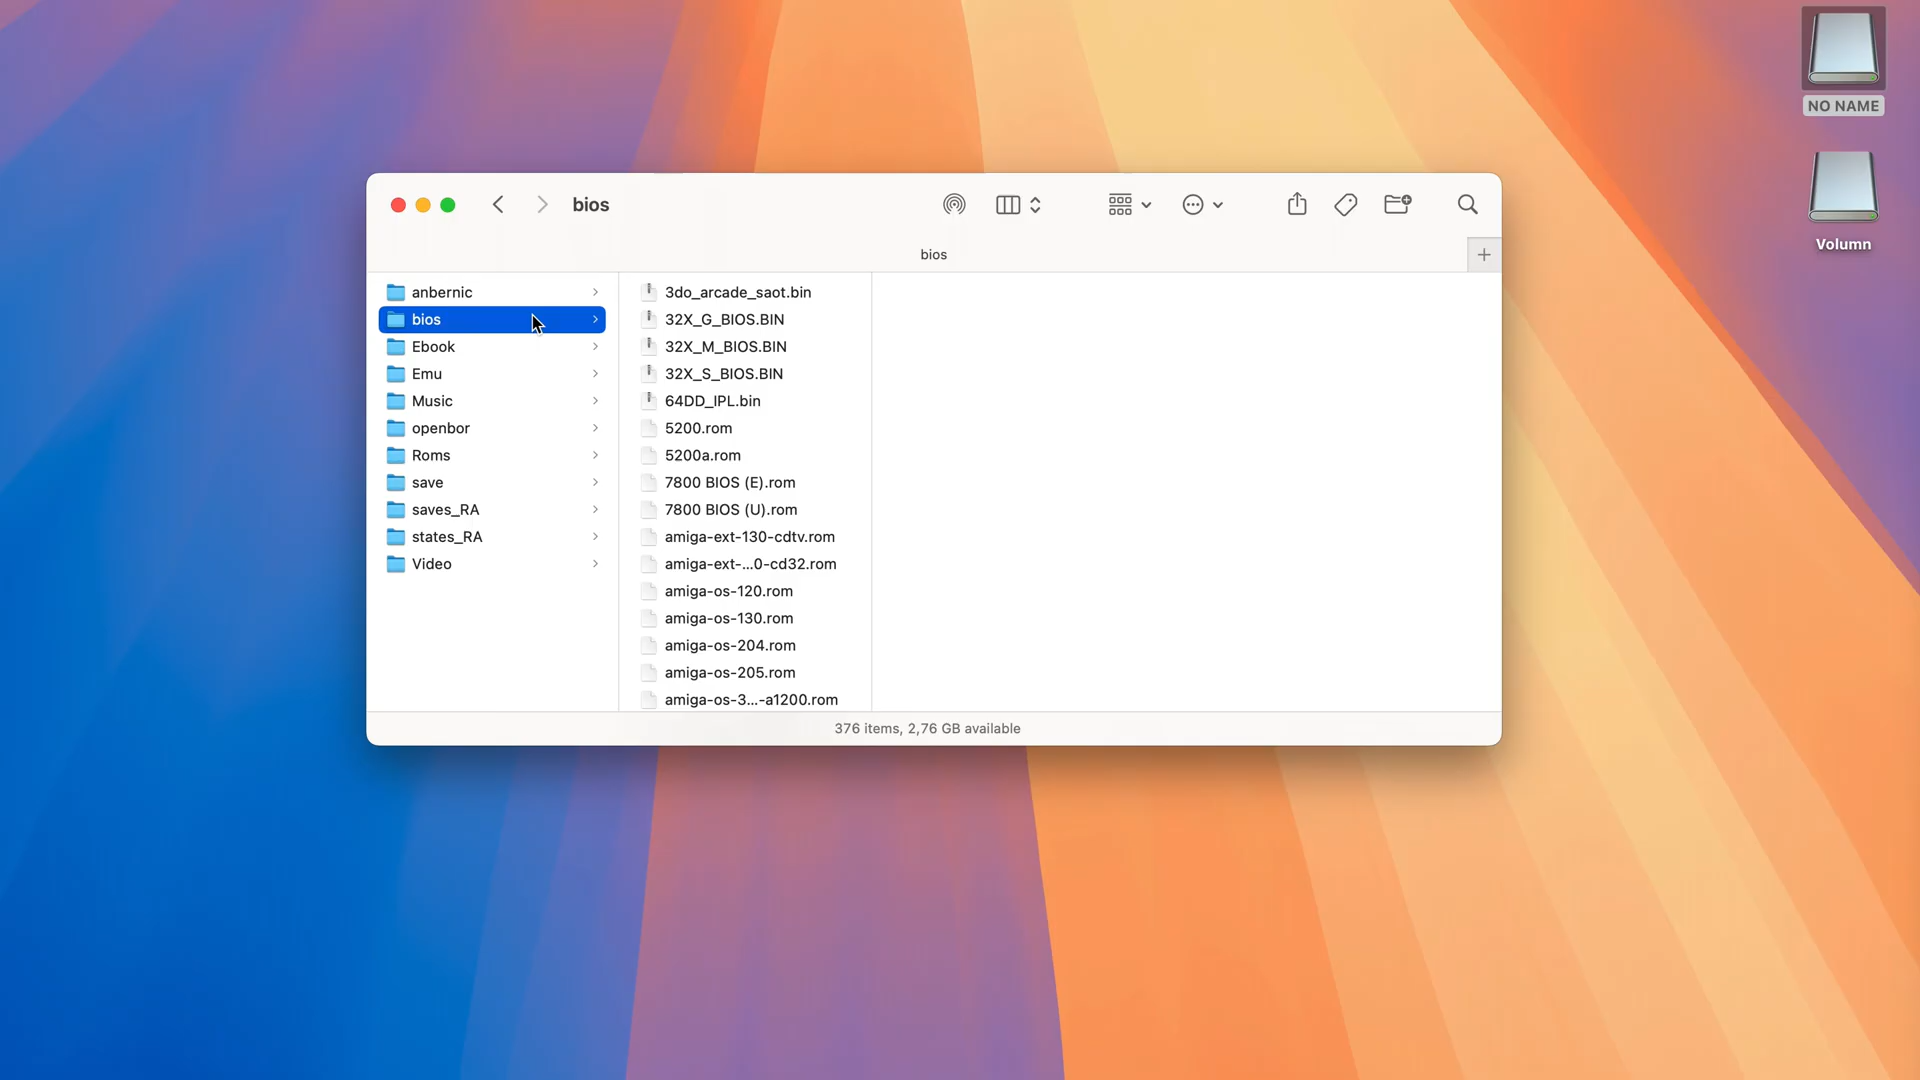 NO NAME
Volumn
bios
bios
anbernic
bios
Ebook
Emu
Music
openbor
Roms
save
saves_RA
states_RA
Video
3do_arcade_saot.bin
32X_G_BIOS.BIN
32X_M_BIOS.BIN
32X_S_BIOS.BIN
64DD_IPL.bin
5200.rom
5200a.rom
7800 BIOS (E).rom
7800 BIOS (U).rom
amiga-ext-130-cdtv.rom
amiga-ext-...0-cd32.rom
amiga-os-120.rom
amiga-os-130.rom
amiga-os-204.rom
amiga-os-205.rom
amiga-os-3...-a1200.rom
376 items, 2,76 GB available